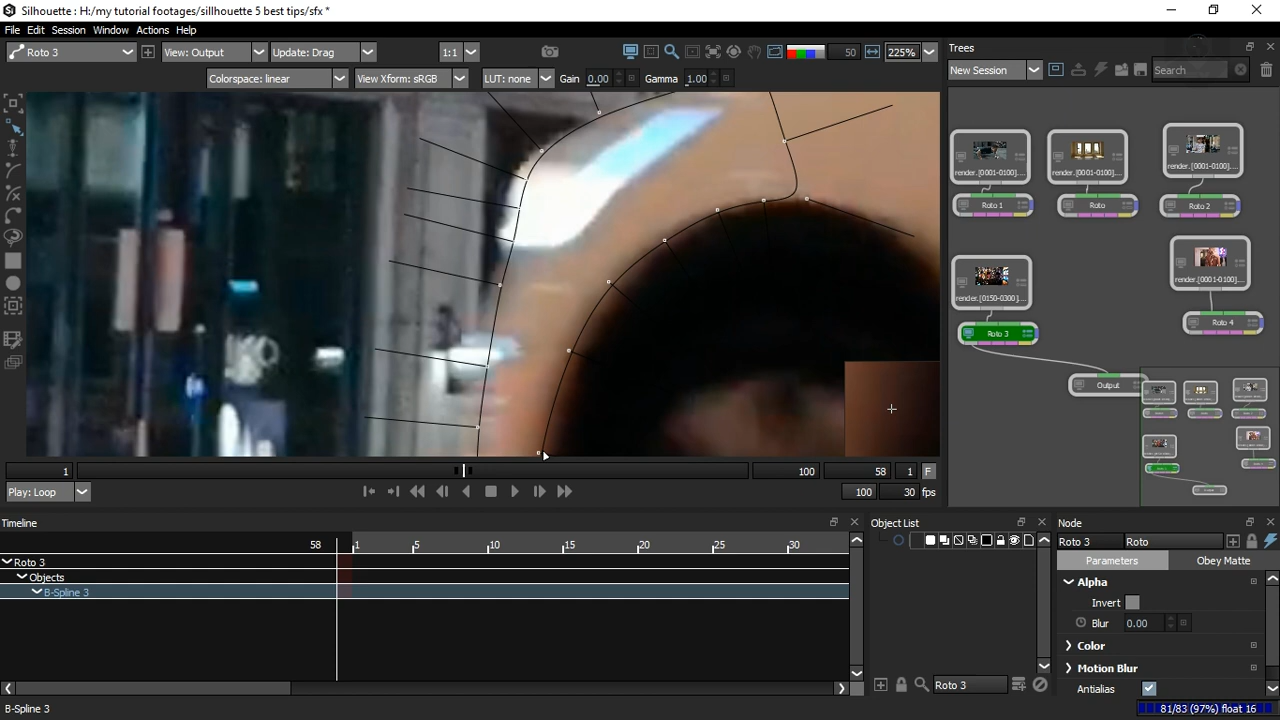 Silhouette : H:/my tutorial footages/sillhouette 5 best tips/sfx *
File Edit Session Window Actions Help
Roto 3 View: Output Update: Drag 1:1 50 225%
Colorspace: linear View Xform: sRGB LUT: none Gain 0.00 Gamma 1.00
Trees
New Session Search
render.[0001-0100].... render.[0001-0100].... render.[0001-0100]....
Roto 1 Roto Roto 2
render.[0150-0300].... render.[0001-0100]....
Roto 3 Roto 4
Output
1 100 58 1 F
Play: Loop 100 30 fps
Timeline
58 1 5 10 15 20 25 30
Roto 3
Objects
B-Spline 3
Object List
Roto 3
Node
Roto 3 Roto
Parameters Obey Matte
Alpha
Invert
Blur 0.00
Color
Motion Blur
Antialias
B-Spline 3
81/83 (97%) float 16